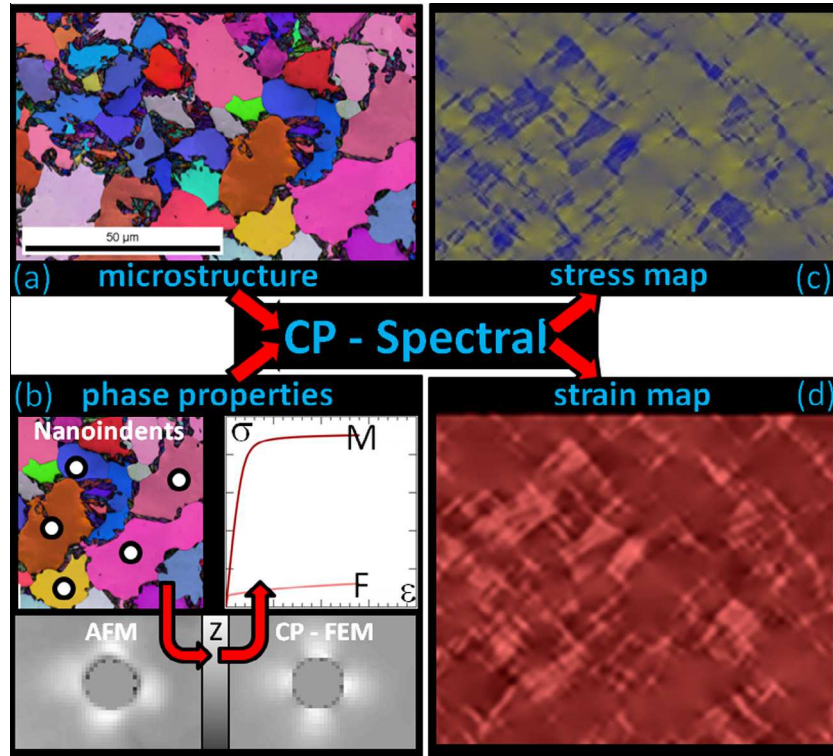 50 µm
(a) microstructure
stress map (c)
CP - Spectral
(b) phase properties
strain map (d)
Nanoindents
σ
M
F
ε
AFM
Z
CP - FEM